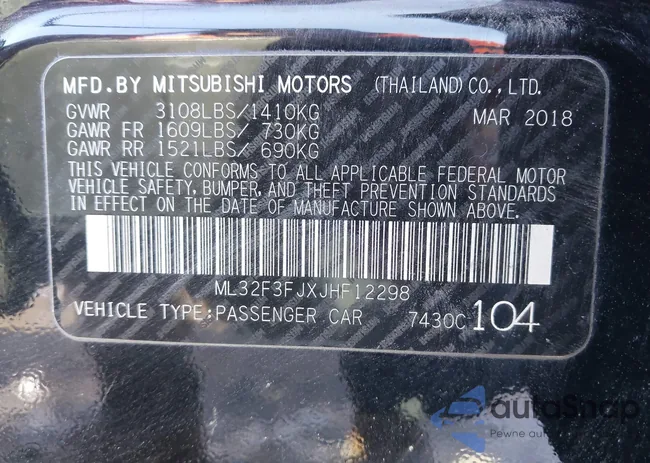 MFD.BY MITSUBISHI MOTORS (THAILAND)CO.,LTD.
GVWR 3108LBS/1410KG MAR 2018
GAWR FR 1609LBS/ 730KG
GAWR RR 1521LBS/ 690KG
THIS VEHICLE CONFORMS TO ALL APPLICABLE FEDERAL MOTOR
VEHICLE SAFETY, BUMPER, AND THEFT PREVENTION STANDARDS
IN EFFECT ON THE DATE OF MANUFACTURE SHOWN ABOVE.
ML32F3FJXJHF12298
VEHICLE TYPE:PASSENGER CAR 7430C 104
autoSnap
Pewne auto